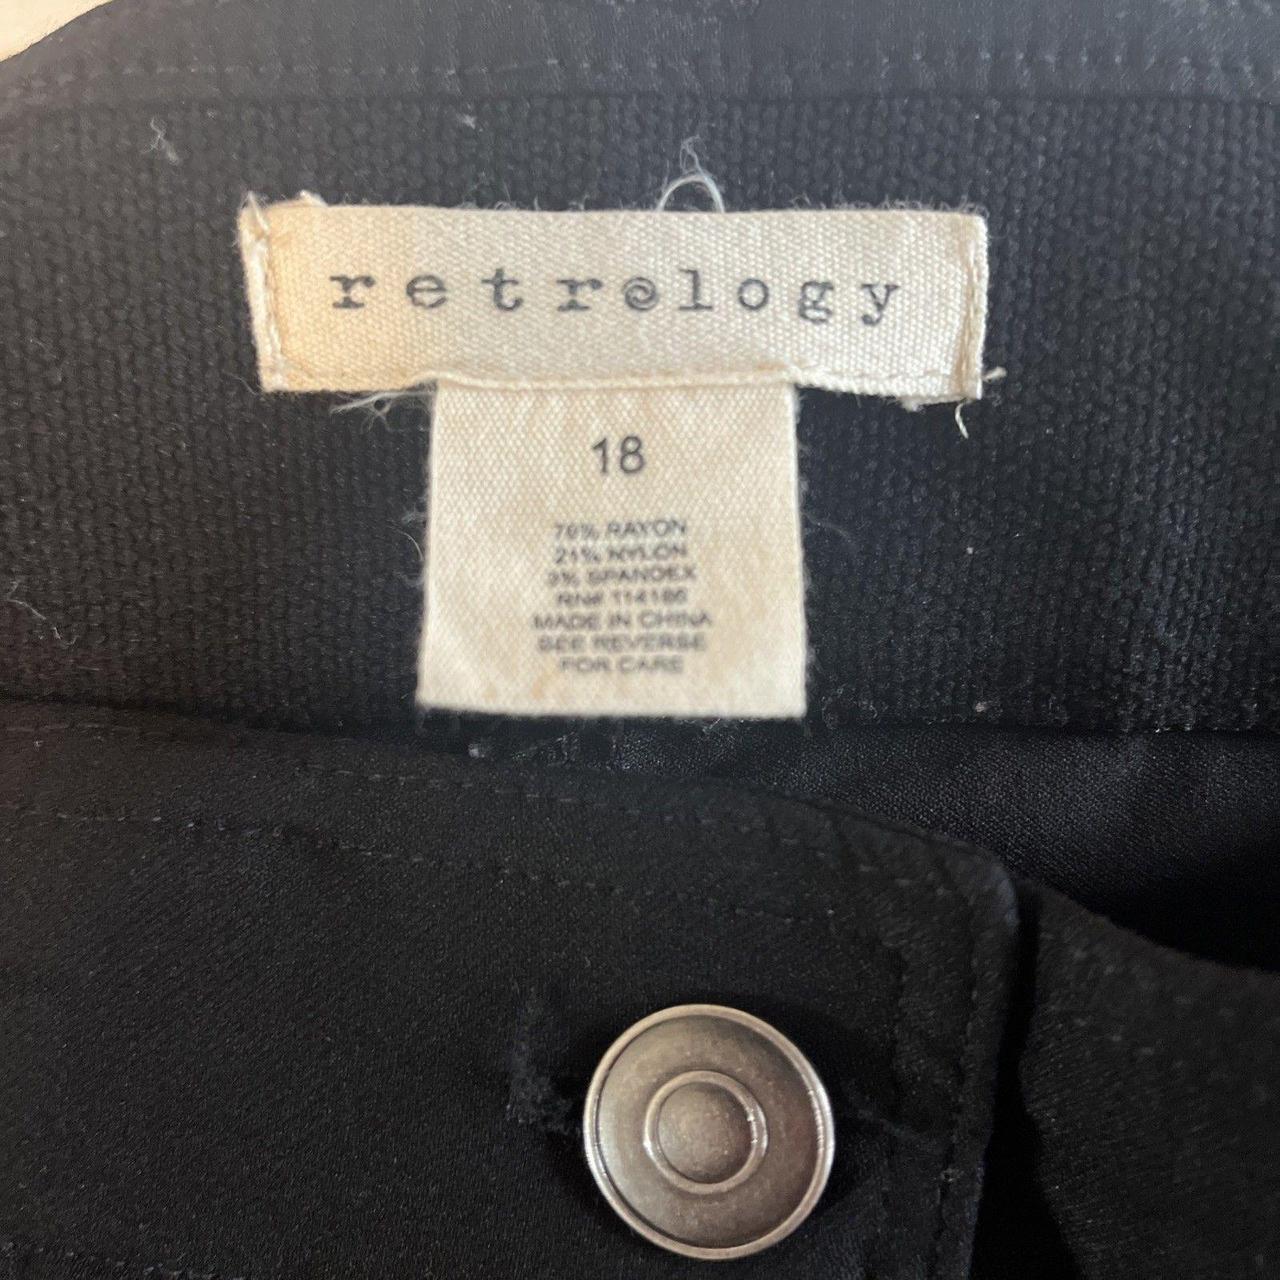 retrology
18
76% RAYON
21% NYLON
3% SPANDEX
RN# 114186
MADE IN CHINA
SEE REVERSE
FOR CARE